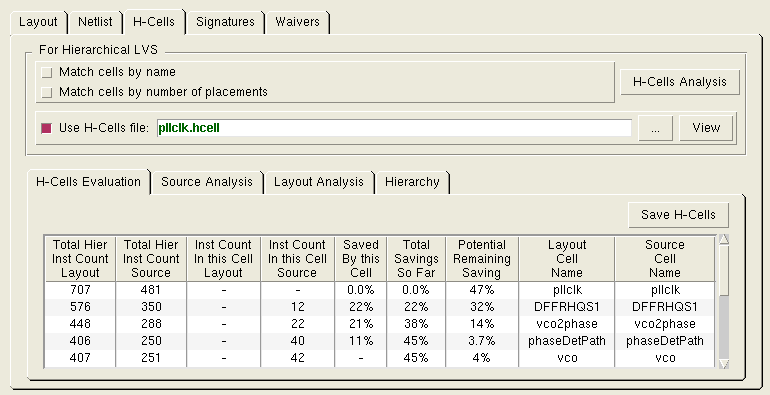 Layout Netlist H-Cells Signatures Waivers
For Hierarchical LVS
Match cells by name
Match cells by number of placements
H-Cells Analysis
Use H-Cells file: pllclk.hcell ... View
H-Cells Evaluation Source Analysis Layout Analysis Hierarchy
Save H-Cells
Total Hier Total Hier Inst Count Inst Count Saved Total Potential Layout Source
Inst Count Inst Count In this Cell In this Cell By this Savings Remaining Cell Cell
Layout Source Layout Source Cell So Far Saving Name Name
707 481 - - 0.0% 0.0% 47% pllclk pllclk
576 350 - 12 22% 22% 32% DFFRHQS1 DFFRHQS1
448 288 - 22 21% 38% 14% vco2phase vco2phase
406 250 - 40 11% 45% 3.7% phaseDetPath phaseDetPath
407 251 - 42 - 45% 4% vco vco